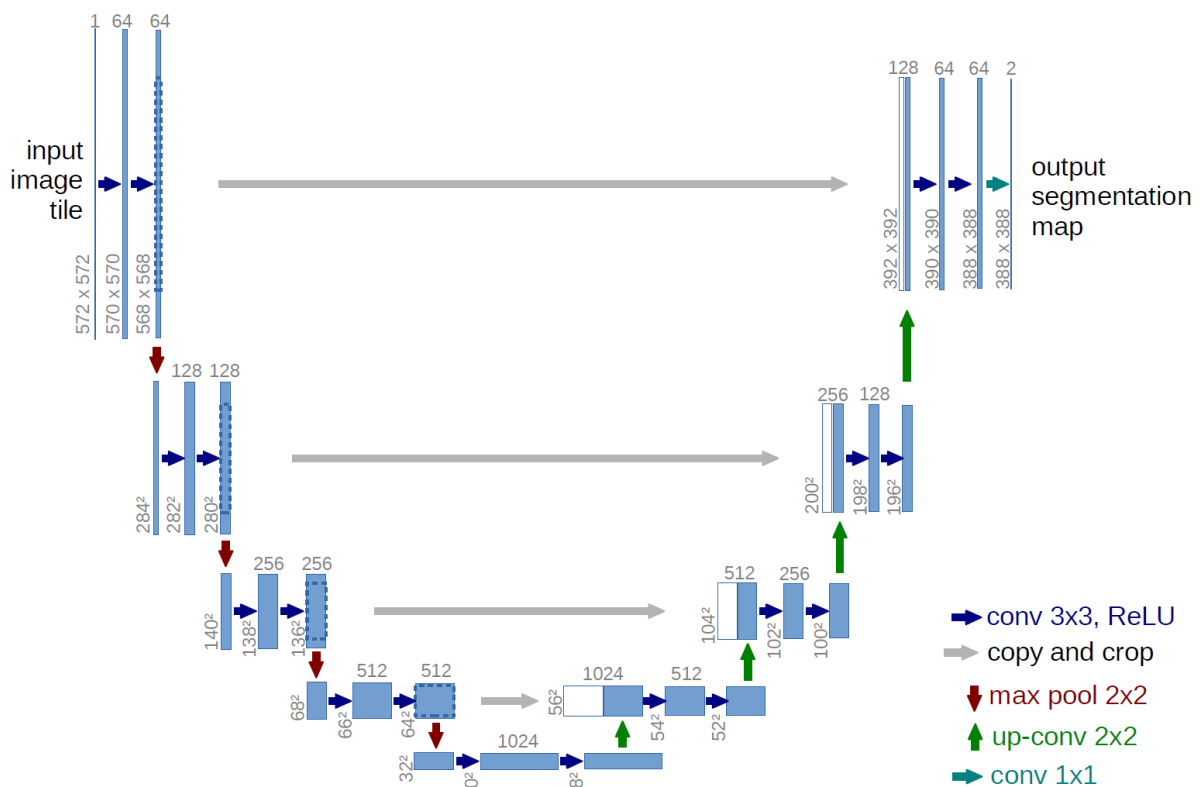 1 64 64
128 64 64 2
input
image
tile
output
segmentation
map
572 x 572
570 x 570
568 x 568
392 x 392
390 x 390
388 x 388
388 x 388
128 128
256 128
284²
282²
280²
200²
198²
196²
256 256
512 256
140²
138²
136²
104²
102²
100²
512 512
1024 512
68²
66²
64²
56²
54²
52²
1024
32²
conv 3x3, ReLU
copy and crop
max pool 2x2
up-conv 2x2
conv 1x1